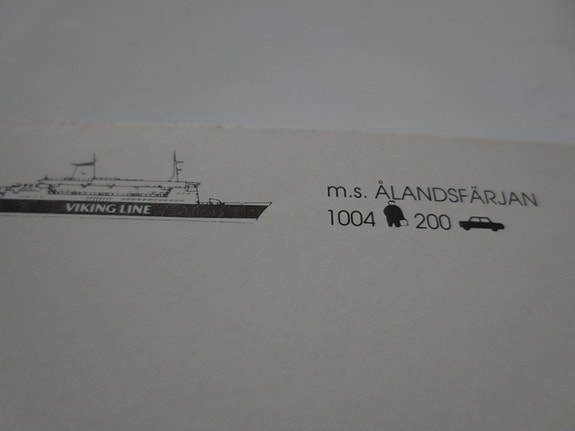 VIKING LINE
m.s. ÅLANDSFÄRJAN
1004 200